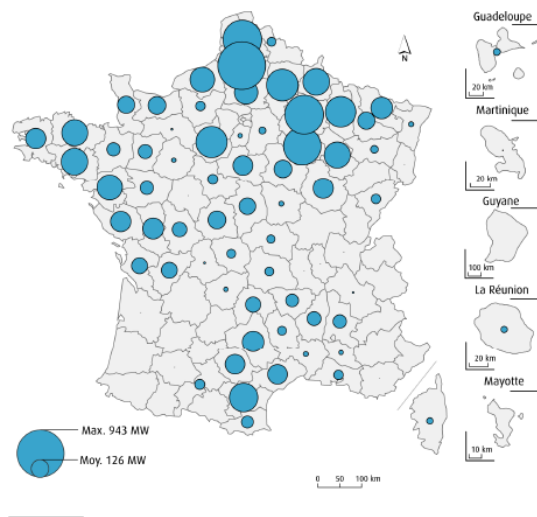 Guadeloupe
20 km
N
Martinique
20 km
Guyane
100 km
La Réunion
20 km
Mayotte
10 km
Max. 943 MW
Moy. 126 MW
0 50 100 km